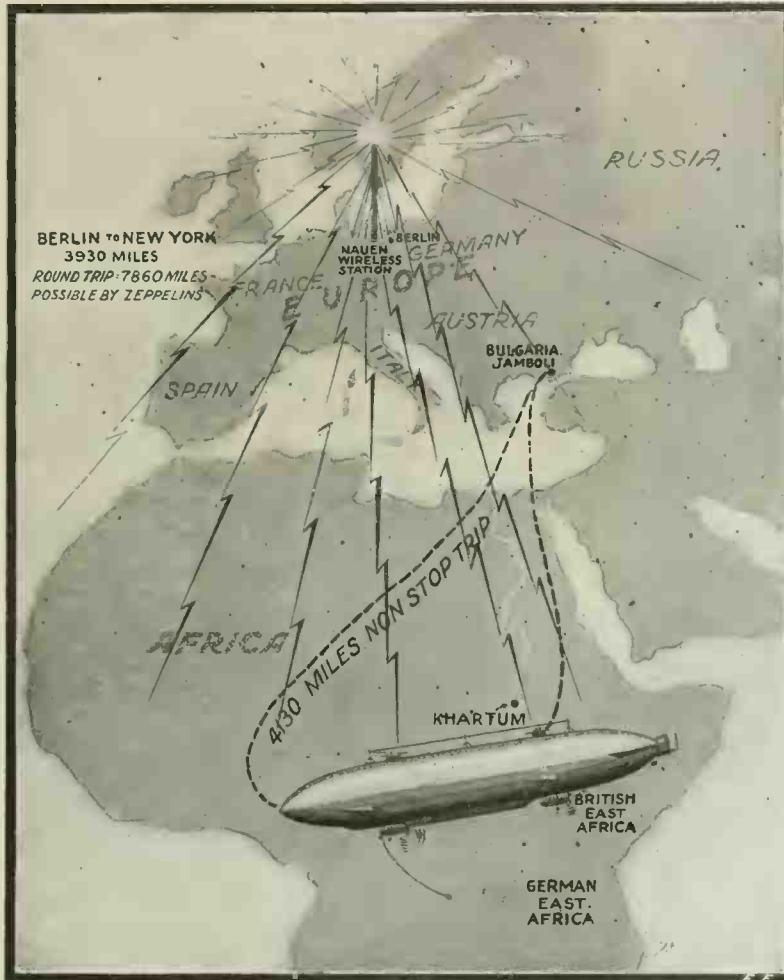 RUSSIA
BERLIN TO NEW YORK
3930 MILES
ROUND TRIP: 7860 MILES
POSSIBLE BY ZEPPELINS
BERLIN
NAUEN
WIRELESS
STATION
GERMANY
FRANCE
EUROPE
AUSTRIA
BULGARIA
JAMBOLI
ITALY
SPAIN
4130 MILES NON STOP TRIP
AFRICA
KHARTUM
BRITISH
EAST
AFRICA
GERMAN
EAST.
AFRICA